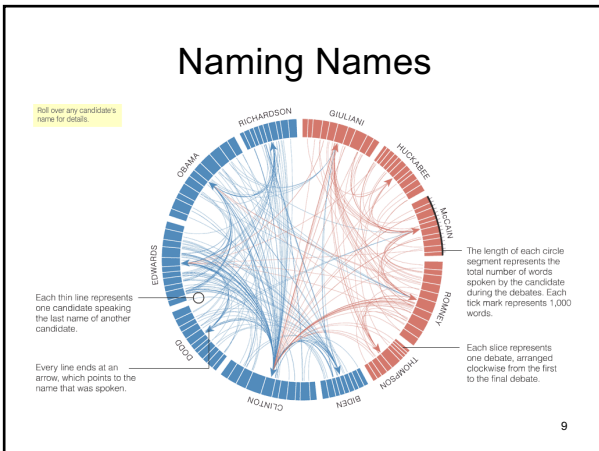 Naming Names
Roll over any candidate's
name for details.
RICHARDSON
GIULIANI
OBAMA
HUCKABEE
McCAIN
EDWARDS
The length of each circle
segment represents the
total number of words
spoken by the candidate
during the debates. Each
tick mark represents 1,000
words.
Each thin line represents
one candidate speaking
the last name of another
candidate.
ROMNEY
DODD
Each slice represents
one debate, arranged
clockwise from the first
to the final debate.
THOMPSON
Every line ends at an
arrow, which points to the
name that was spoken.
CLINTON
BIDEN
9